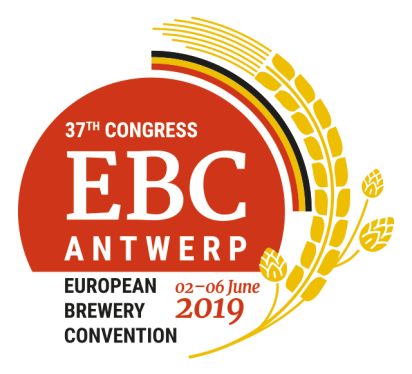 37TH CONGRESS
EBC
ANTWERP
EUROPEAN
BREWERY
CONVENTION
02–06 June
2019